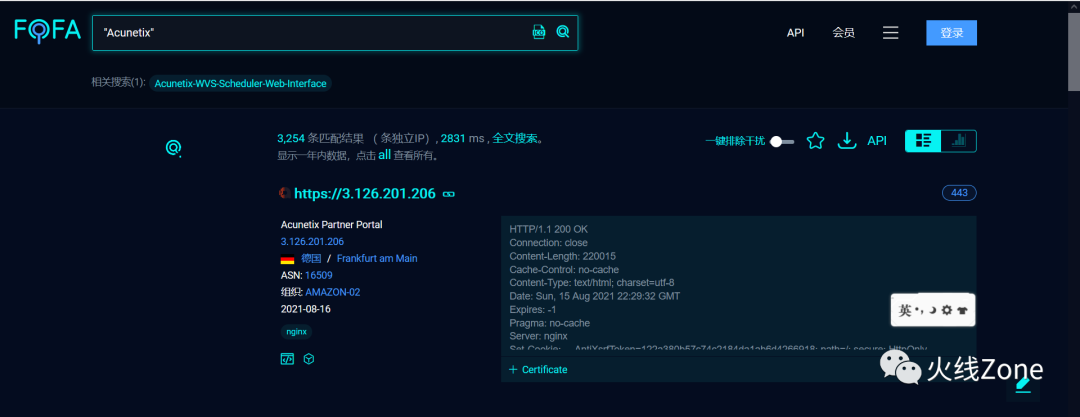 FOFA
"Acunetix"
API 会员 登录
相关搜索(1): Acunetix-WVS-Scheduler-Web-Interface
3,254 条匹配结果 （ 条独立IP）, 2831 ms , 全文搜索。
显示一年内数据，点击 all 查看所有。
一键排除干扰 API
https://3.126.201.206
443
Acunetix Partner Portal
3.126.201.206
德国 / Frankfurt am Main
ASN: 16509
组织: AMAZON-02
2021-08-16
nginx
HTTP/1.1 200 OK
Connection: close
Content-Length: 220015
Cache-Control: no-cache
Content-Type: text/html; charset=utf-8
Date: Sun, 15 Aug 2021 22:29:32 GMT
Expires: -1
Pragma: no-cache
Server: nginx
+ Certificate
英
火线Zone